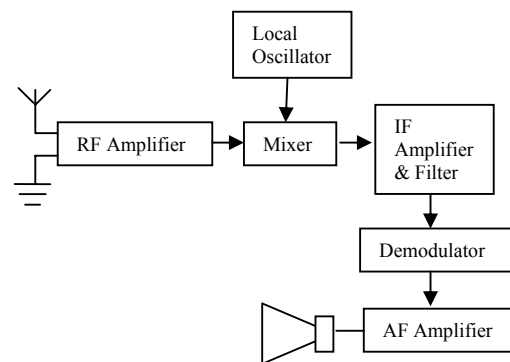 Local
Oscillator
RF Amplifier
Mixer
IF
Amplifier
& Filter
Demodulator
AF Amplifier